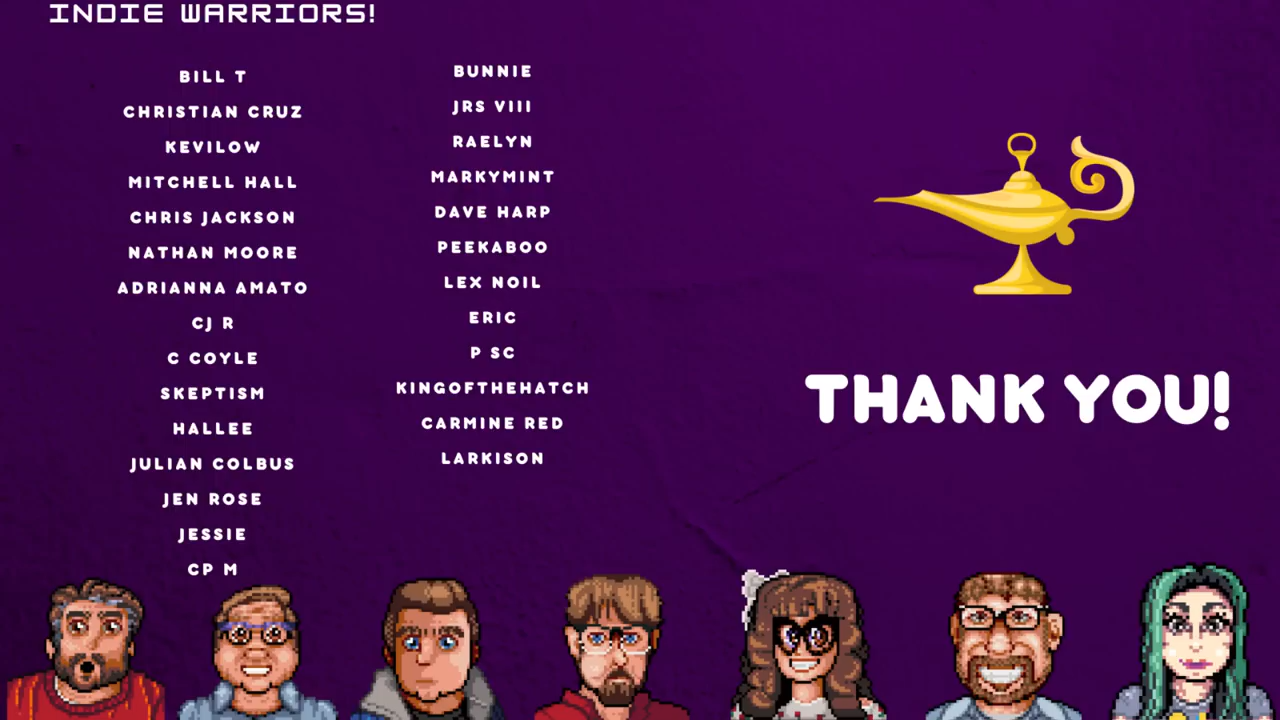 INDIE WARRIORS!
BILL T
CHRISTIAN CRUZ
KEVILOW
MITCHELL HALL
CHRIS JACKSON
NATHAN MOORE
ADRIANNA AMATO
CJ R
C COYLE
SKEPTISM
HALLEE
JULIAN COLBUS
JEN ROSE
JESSIE
CP M
BUNNIE
JRS VIII
RAELYN
MARKYMINT
DAVE HARP
PEEKABOO
LEX NOIL
ERIC
P SC
KINGOFTHEHATCH
CARMINE RED
LARKISON
THANK YOU!